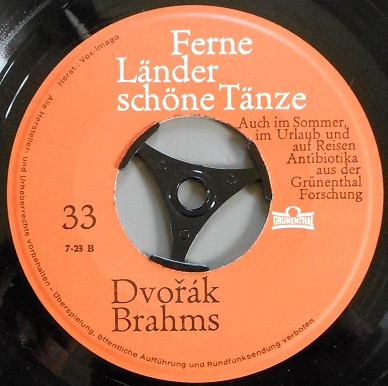 Ferne
Länder
schöne Tänze
Auch im Sommer,
im Urlaub und
auf Reisen
Antibiotika
aus der
Grünenthal
Forschung
GRÜNENTHAL
33
7-23 B
Dvořák
Brahms
Herst.: Vox-Imago
Alle Hersteller- und Urheberrechte vorbehalten - Überspielung, öffentliche Aufführung und Rundfunksendung verboten